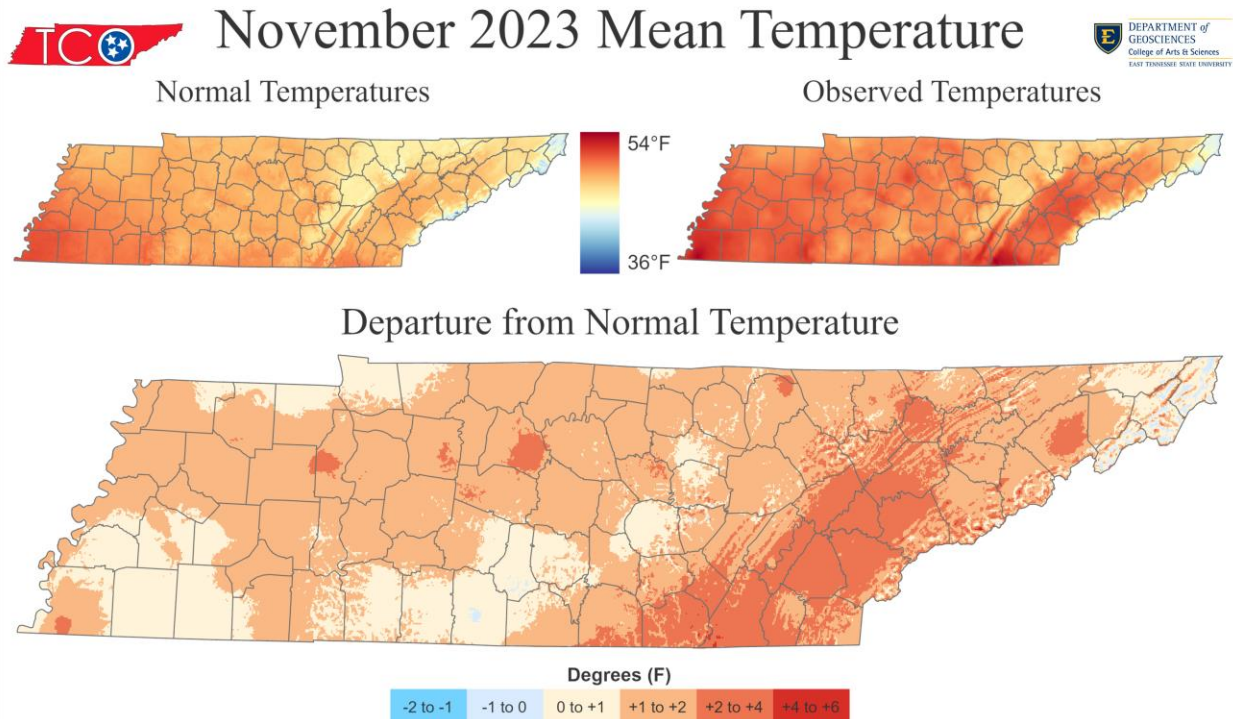 TCO
November 2023 Mean Temperature
E
DEPARTMENT of
GEOSCIENCES
College of Arts & Sciences
EAST TENNESSEE STATE UNIVERSITY
Normal Temperatures
Observed Temperatures
54°F
36°F
Departure from Normal Temperature
Degrees (F)
-2 to -1 -1 to 0 0 to +1 +1 to +2 +2 to +4 +4 to +6